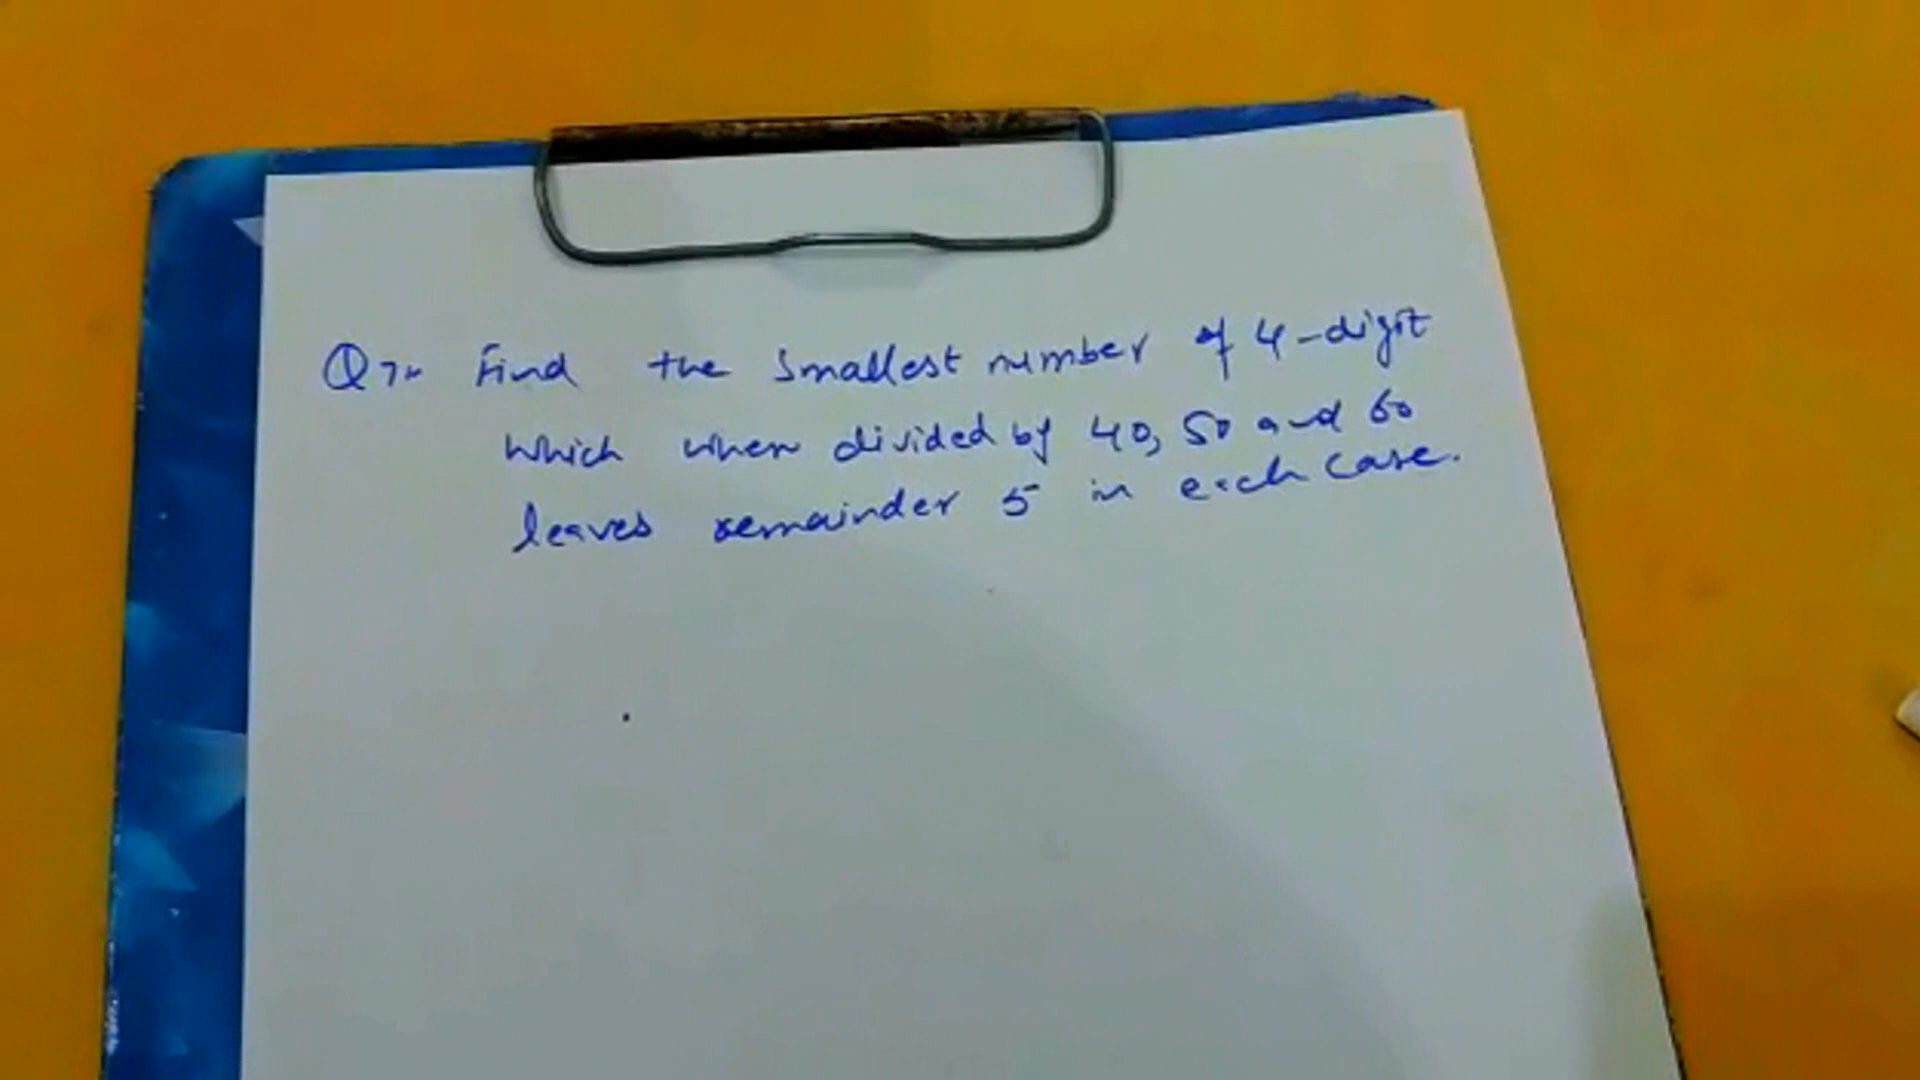 Q7:- Find the smallest number of 4-digit
which when divided by 40, 50 and 60
leaves remainder 5 in each case.